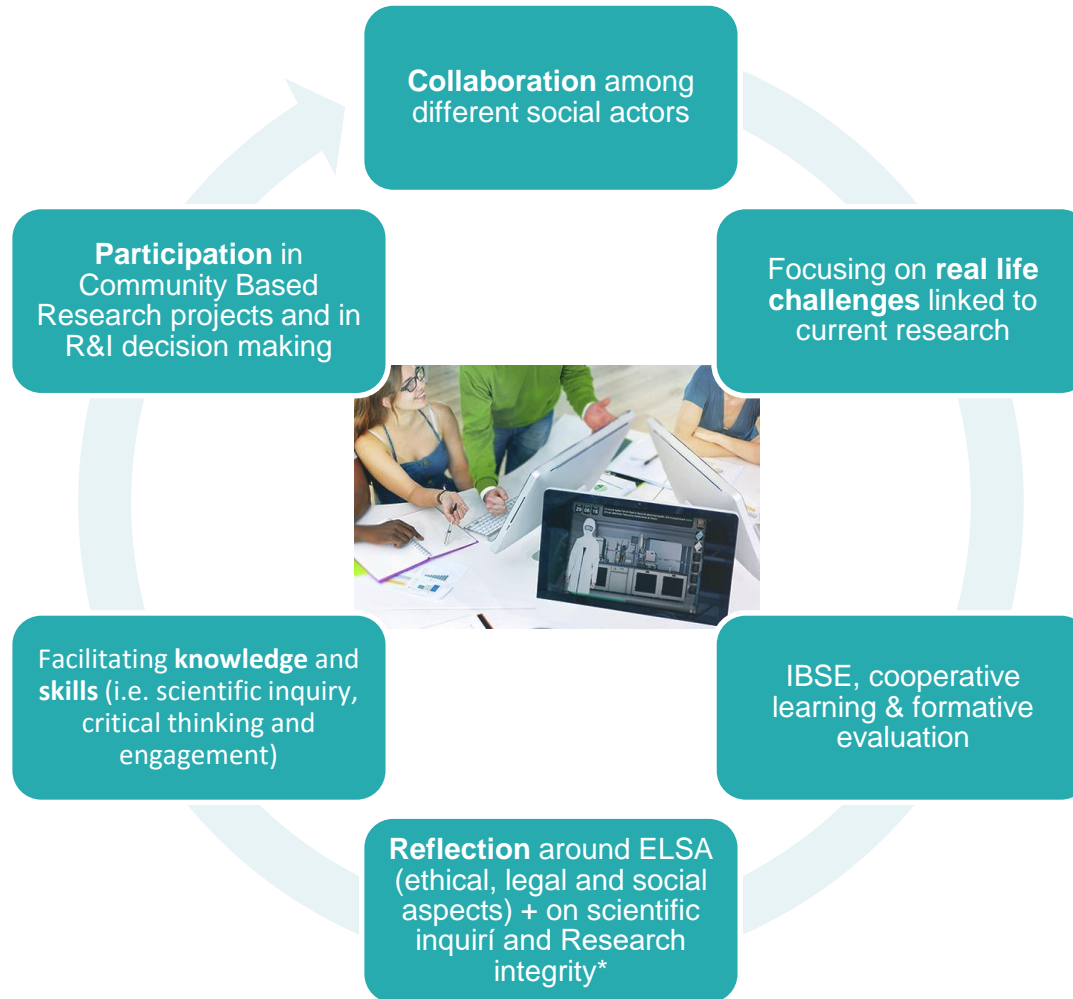 Collaboration among
different social actors
Focusing on real life
challenges linked to
current research
IBSE, cooperative
learning & formative
evaluation
Reflection around ELSA
(ethical, legal and social
aspects) + on scientific
inquirí and Research
integrity*
Facilitating knowledge and
skills (i.e. scientific inquiry,
critical thinking and
engagement)
Participation in
Community Based
Research projects and in
R&I decision making